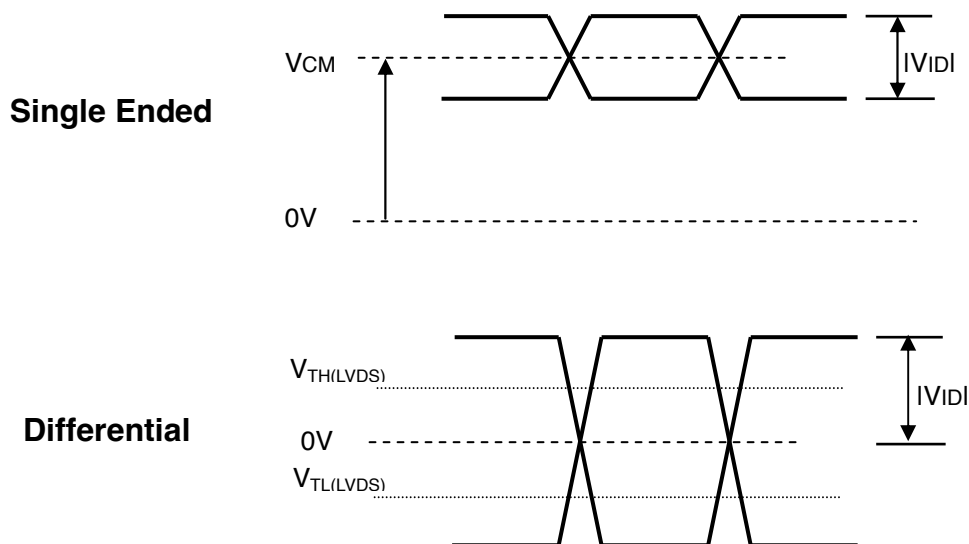 VCM
|VID|
Single Ended
0V
VTH(LVDS)
|VID|
Differential
0V
VTL(LVDS)